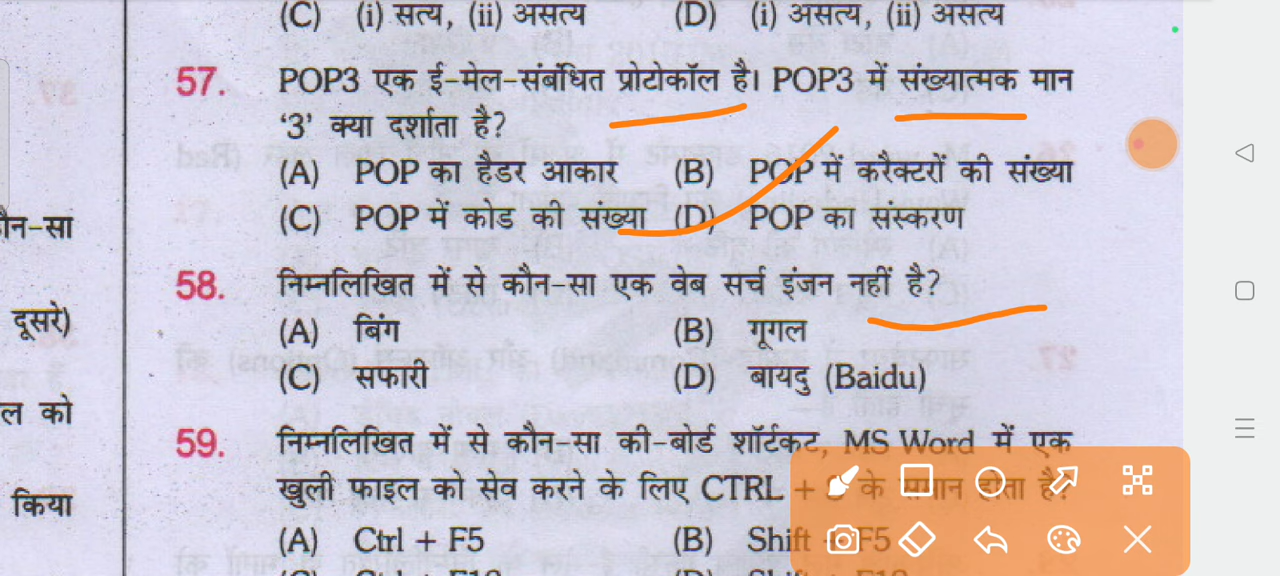 (C) (i) सत्य, (ii) असत्य (D) (i) असत्य, (ii) असत्य
57. POP3 एक ई-मेल-संबंधित प्रोटोकॉल है। POP3 में संख्यात्मक मान
‘3’ क्या दर्शाता है?
(A) POP का हैडर आकार (B) POP में करैक्टरों की संख्या
(C) POP में कोड की संख्या (D) POP का संस्करण
कौन-सा
58. निम्नलिखित में से कौन-सा एक वेब सर्च इंजन नहीं है?
दूसरे) (A) बिंग (B) गूगल
(C) सफारी (D) बायदु (Baidu)
को
59. निम्नलिखित में से कौन-सा की-बोर्ड शॉर्टकट, MS Word में एक
खुली फाइल को सेव करने के लिए CTRL + S के समान होता है?
किया
(A) Ctrl + F5 (B) Shift + F5